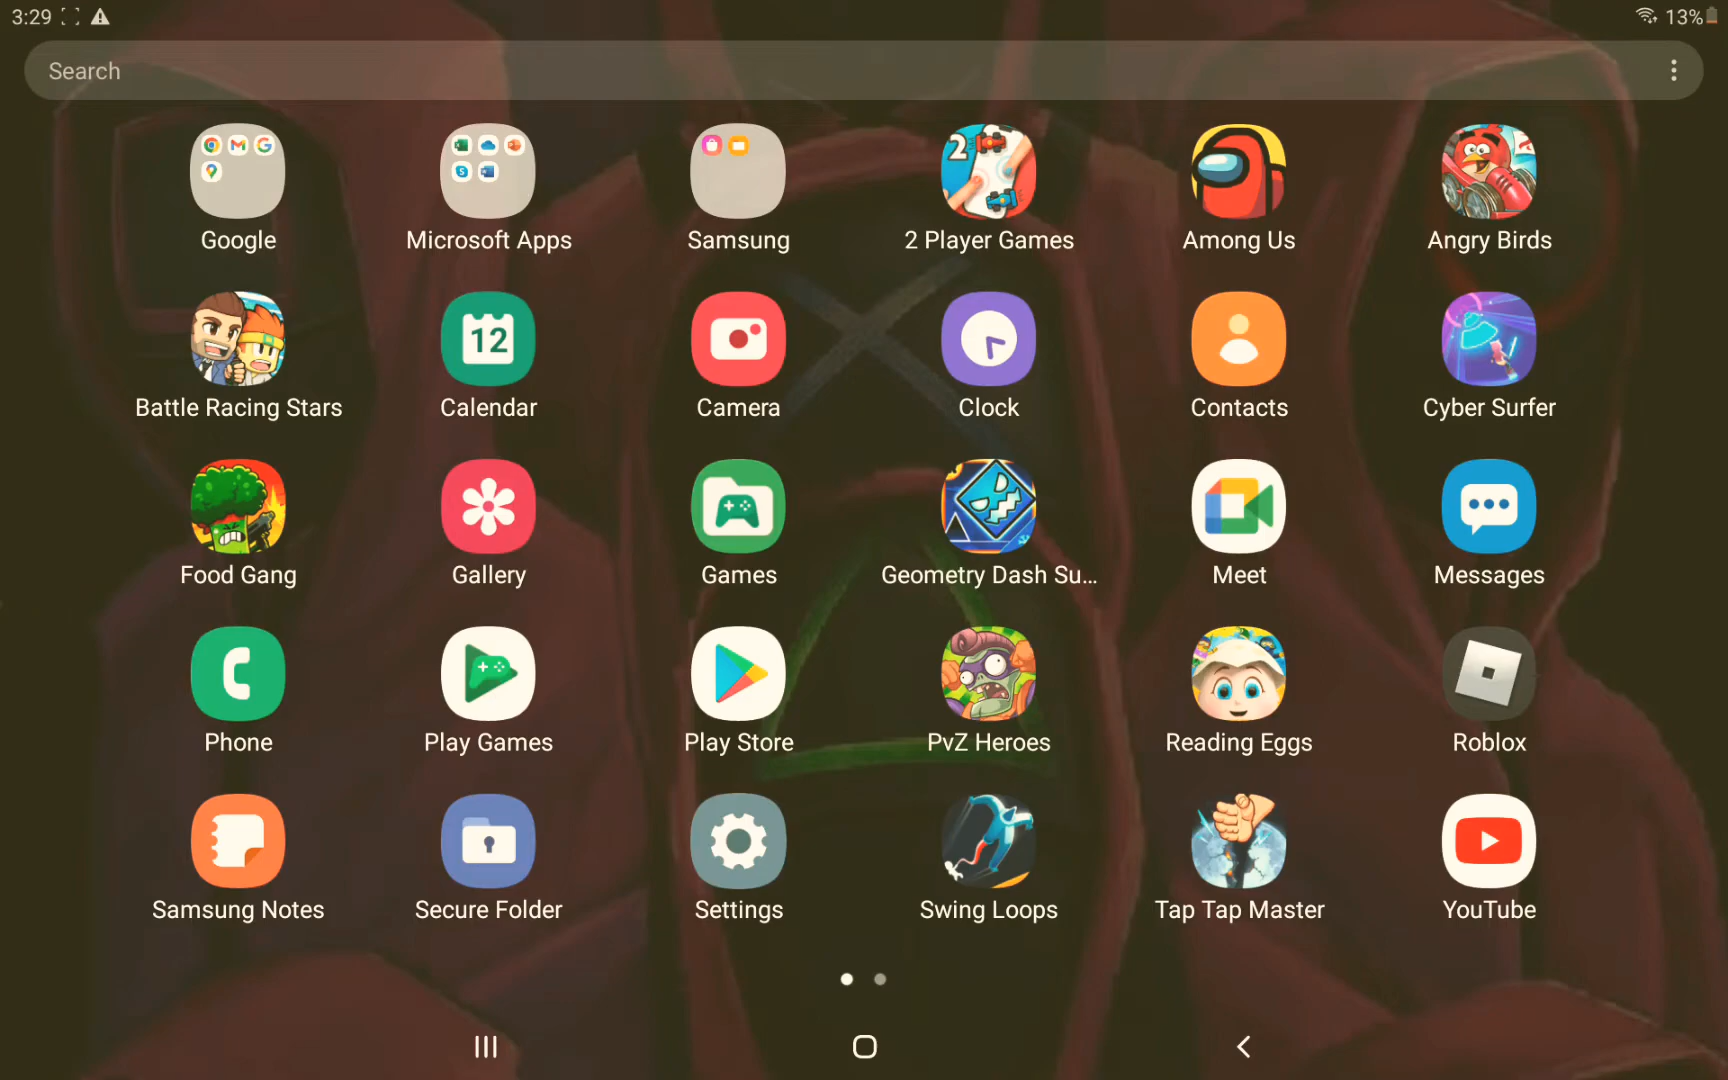 3:29 13%
Search
Google Microsoft Apps Samsung 2 Player Games Among Us Angry Birds
Battle Racing Stars Calendar Camera Clock Contacts Cyber Surfer
Food Gang Gallery Games Geometry Dash Su... Meet Messages
Phone Play Games Play Store PvZ Heroes Reading Eggs Roblox
Samsung Notes Secure Folder Settings Swing Loops Tap Tap Master YouTube
2
12